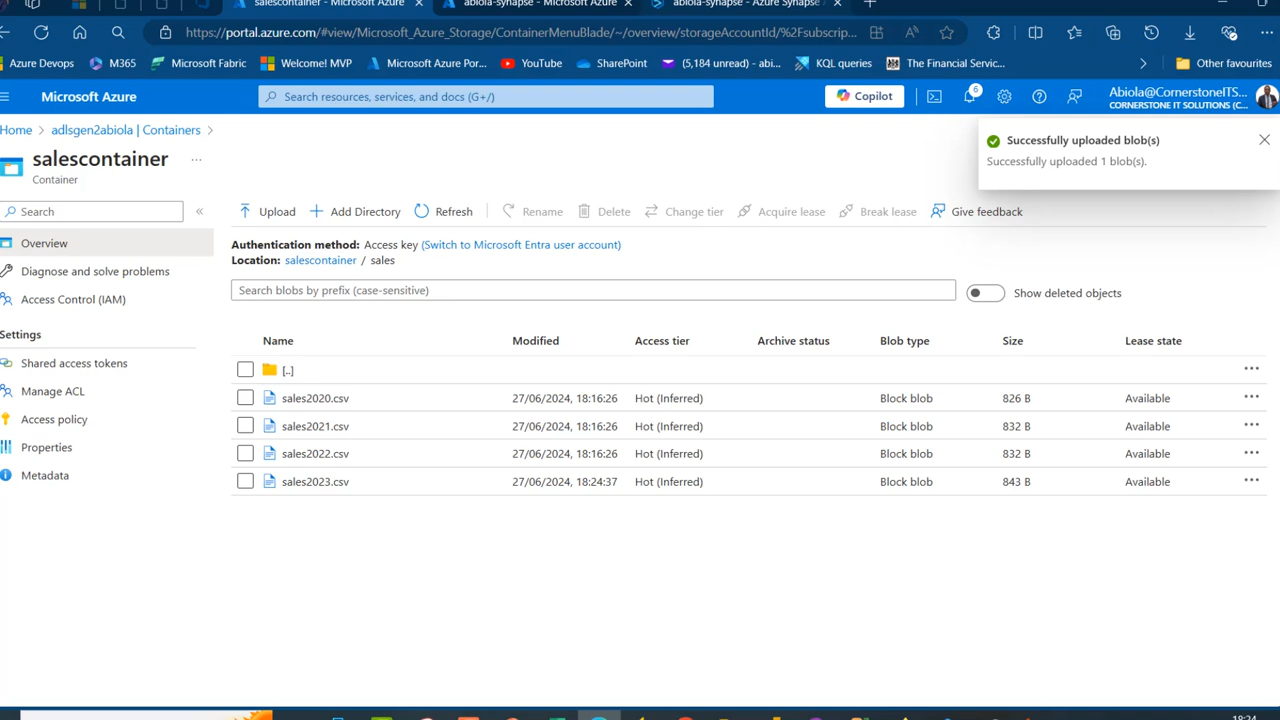 salescontainer - Microsoft Azure
abiola-synapse - Microsoft Azure
abiola-synapse - Azure Synapse
https://portal.azure.com/#view/Microsoft_Azure_Storage/ContainerMenuBlade/~/overview/storageAccountId/%2Fsubscrip...
Azure Devops
M365
Microsoft Fabric
Welcome! MVP
Microsoft Azure Por...
YouTube
SharePoint
(5,184 unread) - abi...
KQL queries
The Financial Servic...
Other favourites
Microsoft Azure
Search resources, services, and docs (G+/)
Copilot
6
Abiola@CornerstoneITS...
CORNERSTONE IT SOLUTIONS (C...
Home > adlsgen2abiola | Containers >
Successfully uploaded blob(s)
Successfully uploaded 1 blob(s).
salescontainer ...
Container
Search
Overview
Diagnose and solve problems
Access Control (IAM)
Settings
Shared access tokens
Manage ACL
Access policy
Properties
Metadata
Upload Add Directory Refresh Rename Delete Change tier Acquire lease Break lease Give feedback
Authentication method: Access key (Switch to Microsoft Entra user account)
Location: salescontainer / sales
Search blobs by prefix (case-sensitive)
Show deleted objects
Name Modified Access tier Archive status Blob type Size Lease state
[..]
sales2020.csv 27/06/2024, 18:16:26 Hot (Inferred) Block blob 826 B Available
sales2021.csv 27/06/2024, 18:16:26 Hot (Inferred) Block blob 832 B Available
sales2022.csv 27/06/2024, 18:16:26 Hot (Inferred) Block blob 832 B Available
sales2023.csv 27/06/2024, 18:24:37 Hot (Inferred) Block blob 843 B Available
18:24